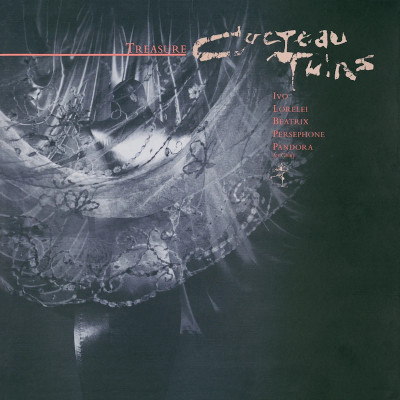 TREASURE
Cocteau
Twins
IVO
LORELEI
BEATRIX
PERSEPHONE
PANDORA